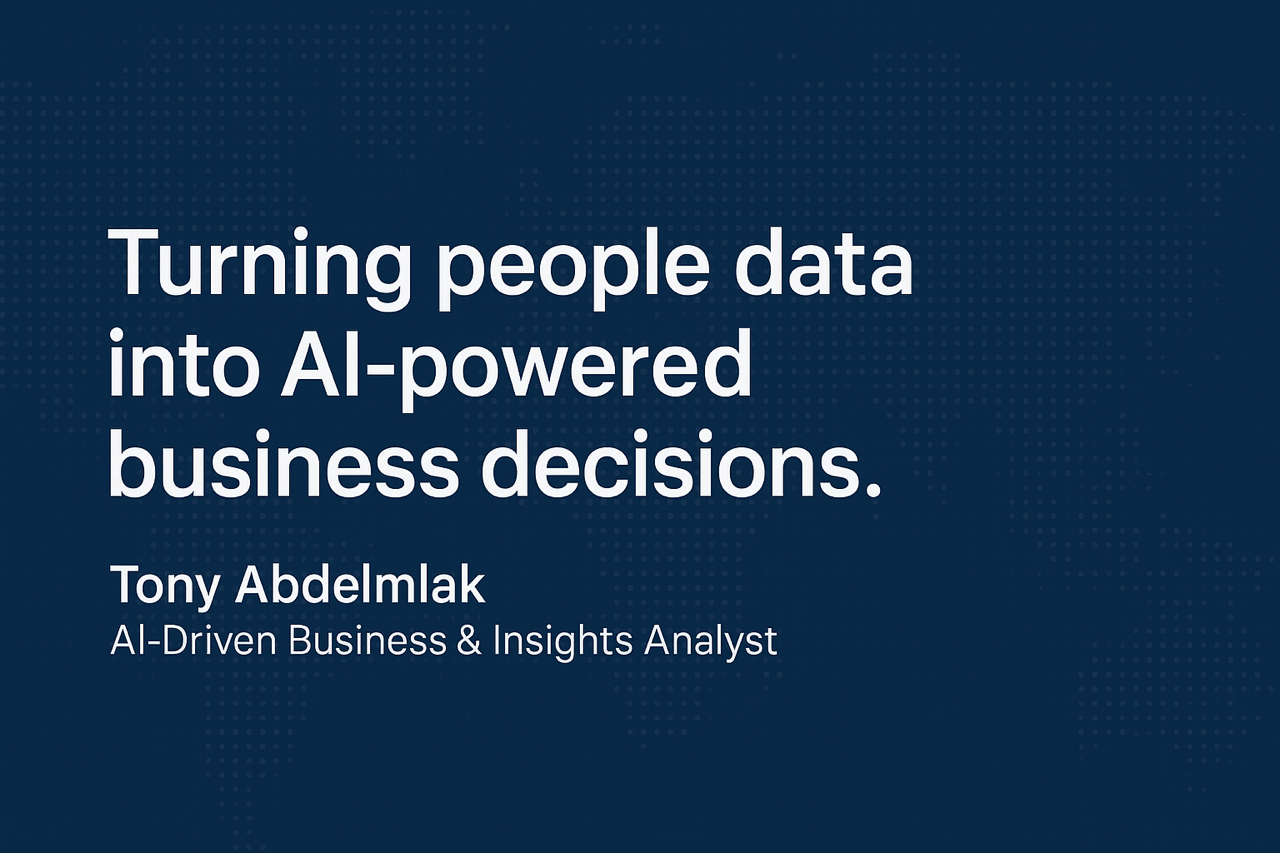 Turning people data
into AI-powered
business decisions.
Tony Abdelmlak
AI-Driven Business & Insights Analyst